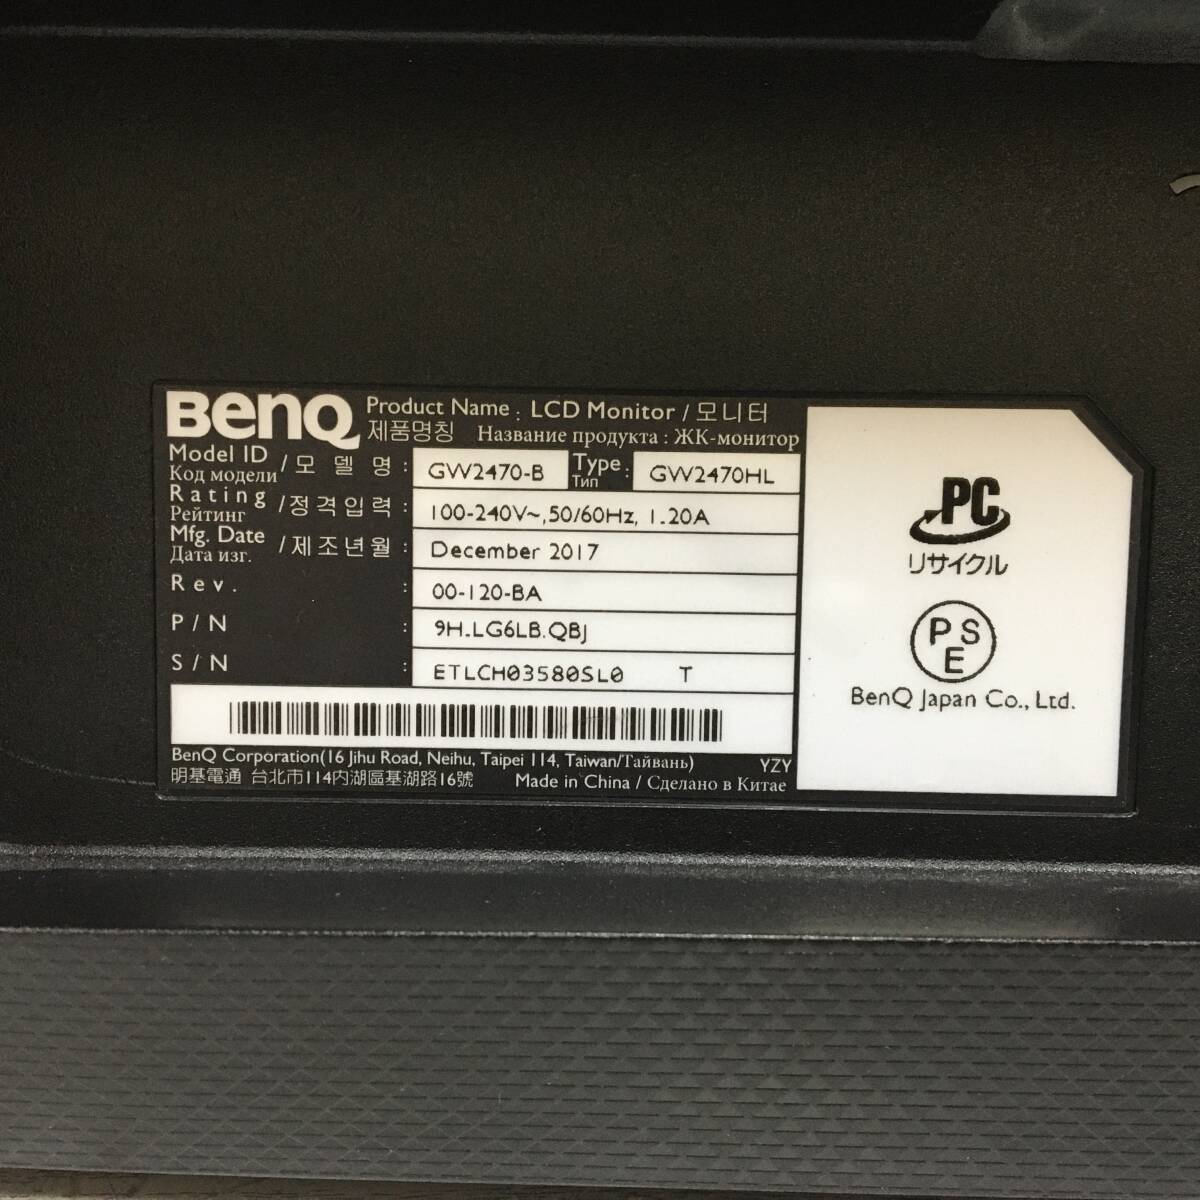 BenQ Product Name : LCD Monitor / 모니터
제품명칭 Название продукта : ЖК-монитор
Model ID / 모 델 명 : GW2470-B Type : GW2470HL
Код модели Тип
Rating / 정격입력 : 100-240V~,50/60Hz, 1.20A
Рейтинг
Mfg. Date / 제조년월 : December 2017
Дата изг.
Rev. : 00-120-BA
P/N : 9H.LG6LB.QBJ
S/N : ETLCH03580SL0 T
BenQ Corporation(16 Jihu Road, Neihu, Taipei 114, Taiwan/Тайвань) YZY
明基電通 台北市114內湖區基湖路16號 Made in China / Сделано в Китае
PC
リサイクル
PSE
BenQ Japan Co., Ltd.